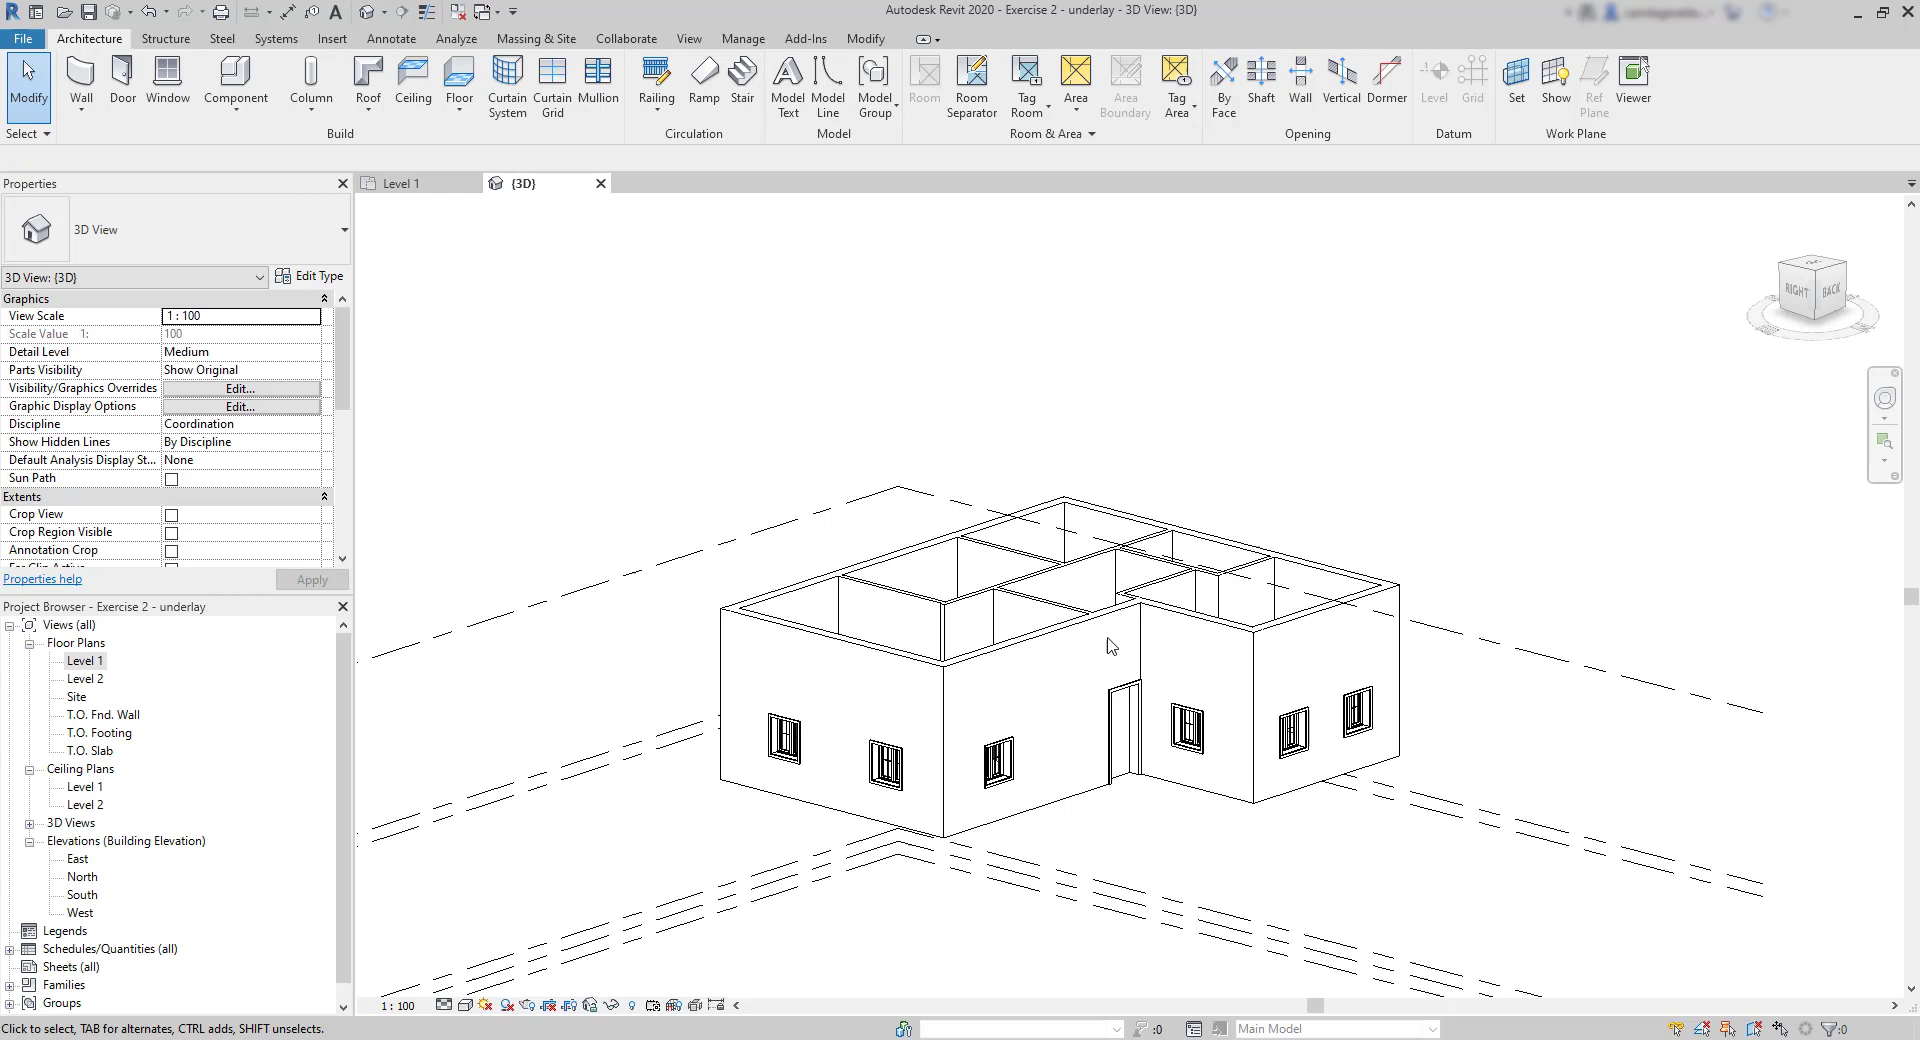 Autodesk Revit 2020 - Exercise 2 - underlay - 3D View: {3D}
File Architecture Structure Steel Systems Insert Annotate Analyze Massing & Site Collaborate View Manage Add-Ins Modify
Modify Wall Door Window Component Column Roof Ceiling Floor Curtain System Curtain Grid Mullion Railing Ramp Stair Model Text Model Line Model Group Room Room Separator Tag Room Area Area Boundary Tag Area By Face Shaft Wall Vertical Dormer Level Grid Set Show Ref Plane Viewer
Select Build Circulation Model Room & Area Opening Datum Work Plane
Properties
Level 1
{3D}
3D View
3D View: {3D}
Edit Type
Graphics
View Scale 1 : 100
Scale Value 1: 100
Detail Level Medium
Parts Visibility Show Original
Visibility/Graphics Overrides Edit...
Graphic Display Options Edit...
Discipline Coordination
Show Hidden Lines By Discipline
Default Analysis Display St... None
Sun Path
Extents
Crop View
Crop Region Visible
Annotation Crop
Far Clip Active
Properties help Apply
RIGHT BACK
Project Browser - Exercise 2 - underlay
Views (all)
Floor Plans
Level 1
Level 2
Site
T.O. Fnd. Wall
T.O. Footing
T.O. Slab
Ceiling Plans
Level 1
Level 2
3D Views
Elevations (Building Elevation)
East
North
South
West
Legends
Schedules/Quantities (all)
Sheets (all)
Families
Groups
1 : 100
Click to select, TAB for alternates, CTRL adds, SHIFT unselects.
:0
Main Model
:0